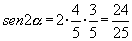 sen2α = 2 · 4/5 · 3/5 = 24/25